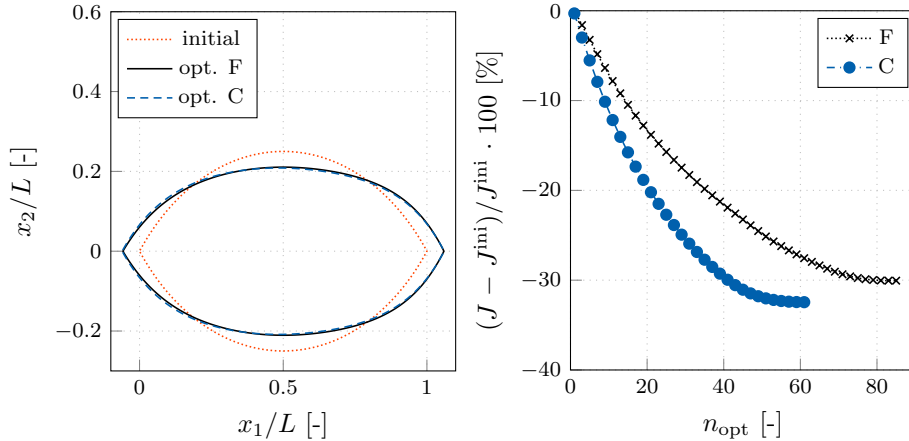 0.6
0.4
0.2
0
−0.2
x₂/L [-]
initial
opt. F
opt. C
0
0.5
1
x₁/L [-]
0
−10
−20
−30
−40
(J − J^ini)/J^ini · 100 [%]
F
C
0
20
40
60
80
n_opt [-]